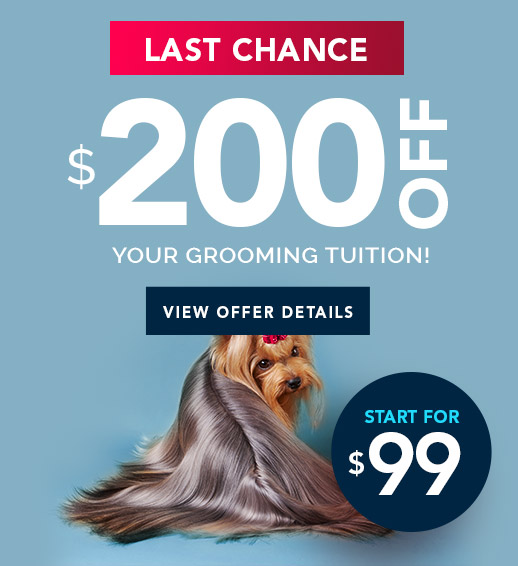 LAST CHANCE
$200 OFF
YOUR GROOMING TUITION!
VIEW OFFER DETAILS
START FOR
$99